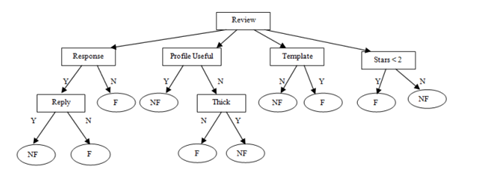 Review
Response Profile Useful Template Stars < 2
Y N Y N N Y Y N
Reply F NF Thick NF F F NF
Y N N Y
NF F F NF